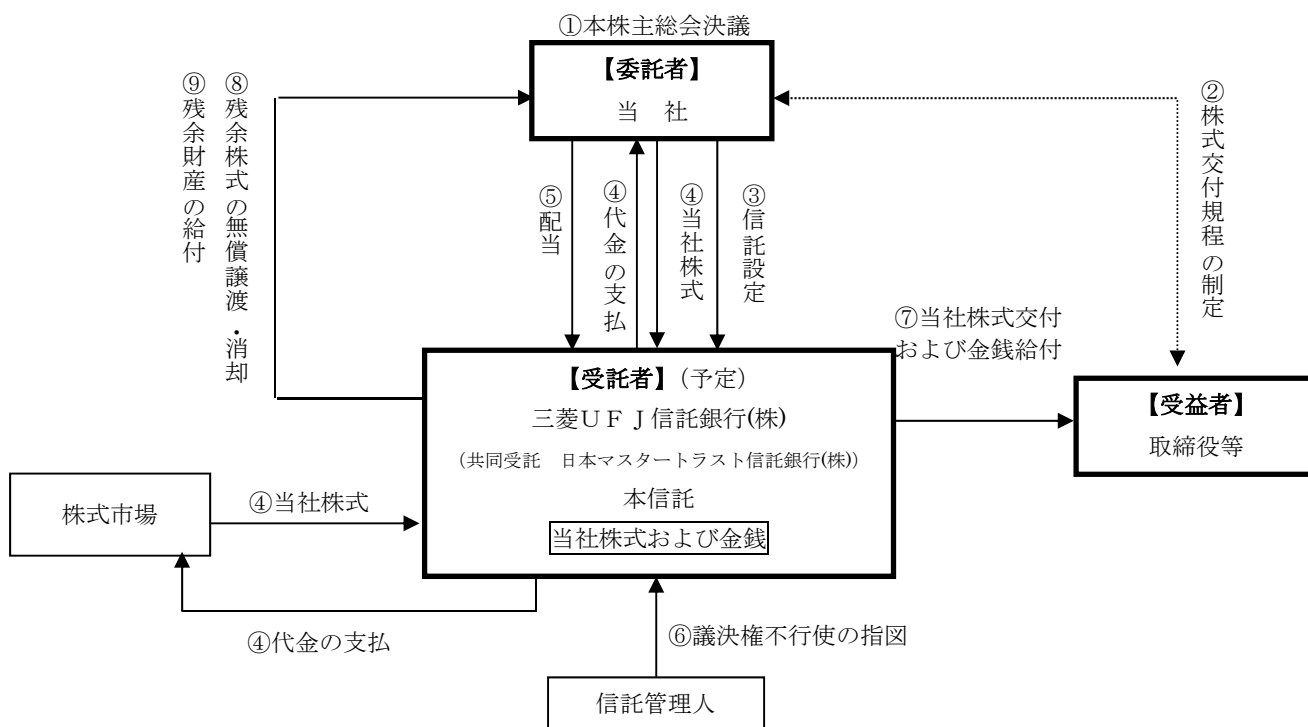 ①本株主総会決議
【委託者】
当　社
⑨残余財産の給付
⑧残余株式の無償譲渡・消却
⑤配当
④代金の支払
④当社株式
③信託設定
②株式交付規程の制定
⑦当社株式交付
および金銭給付
【受託者】（予定）
三菱ＵＦＪ信託銀行(株)
（共同受託　日本マスタートラスト信託銀行(株)）
本信託
当社株式および金銭
【受益者】
取締役等
株式市場
④当社株式
④代金の支払
⑥議決権不行使の指図
信託管理人